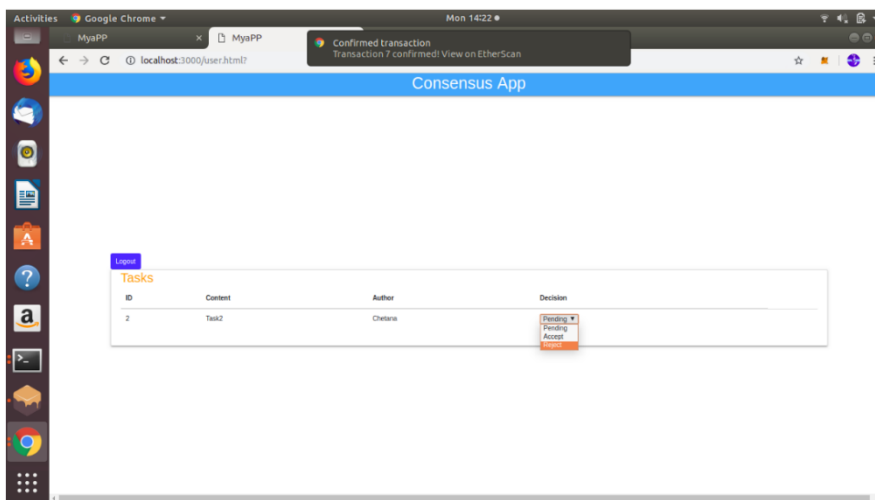 Activities
Google Chrome ▾
Mon 14:22
MyaPP ×
MyaPP
Confirmed transaction
Transaction 7 confirmed! View on EtherScan
localhost:3000/user.html?
Consensus App
Logout
Tasks
ID Content Author Decision
2 Task2 Chetana Pending ▼
Pending
Accept
Reject